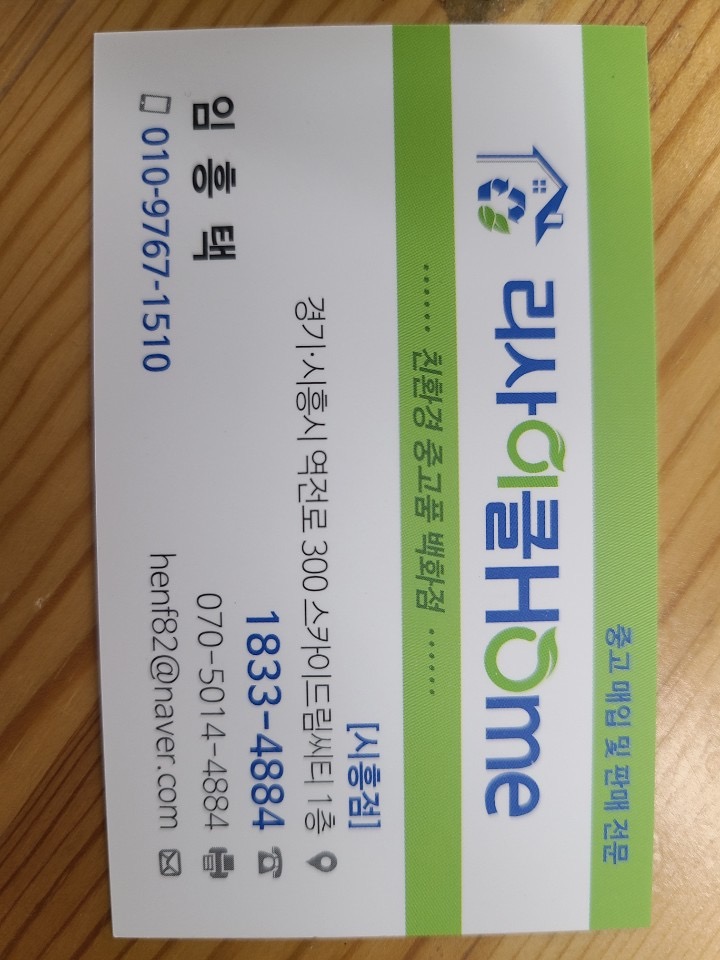 중고 매입 및 판매 전문
리사이클Home
...... 친환경 중고품 백화점 ......
[시흥점]
경기·시흥시 역전로 300 스카이드림씨티 1층
1833-4884
070-5014-4884
henf82@naver.com
임흥택
010-9767-1510